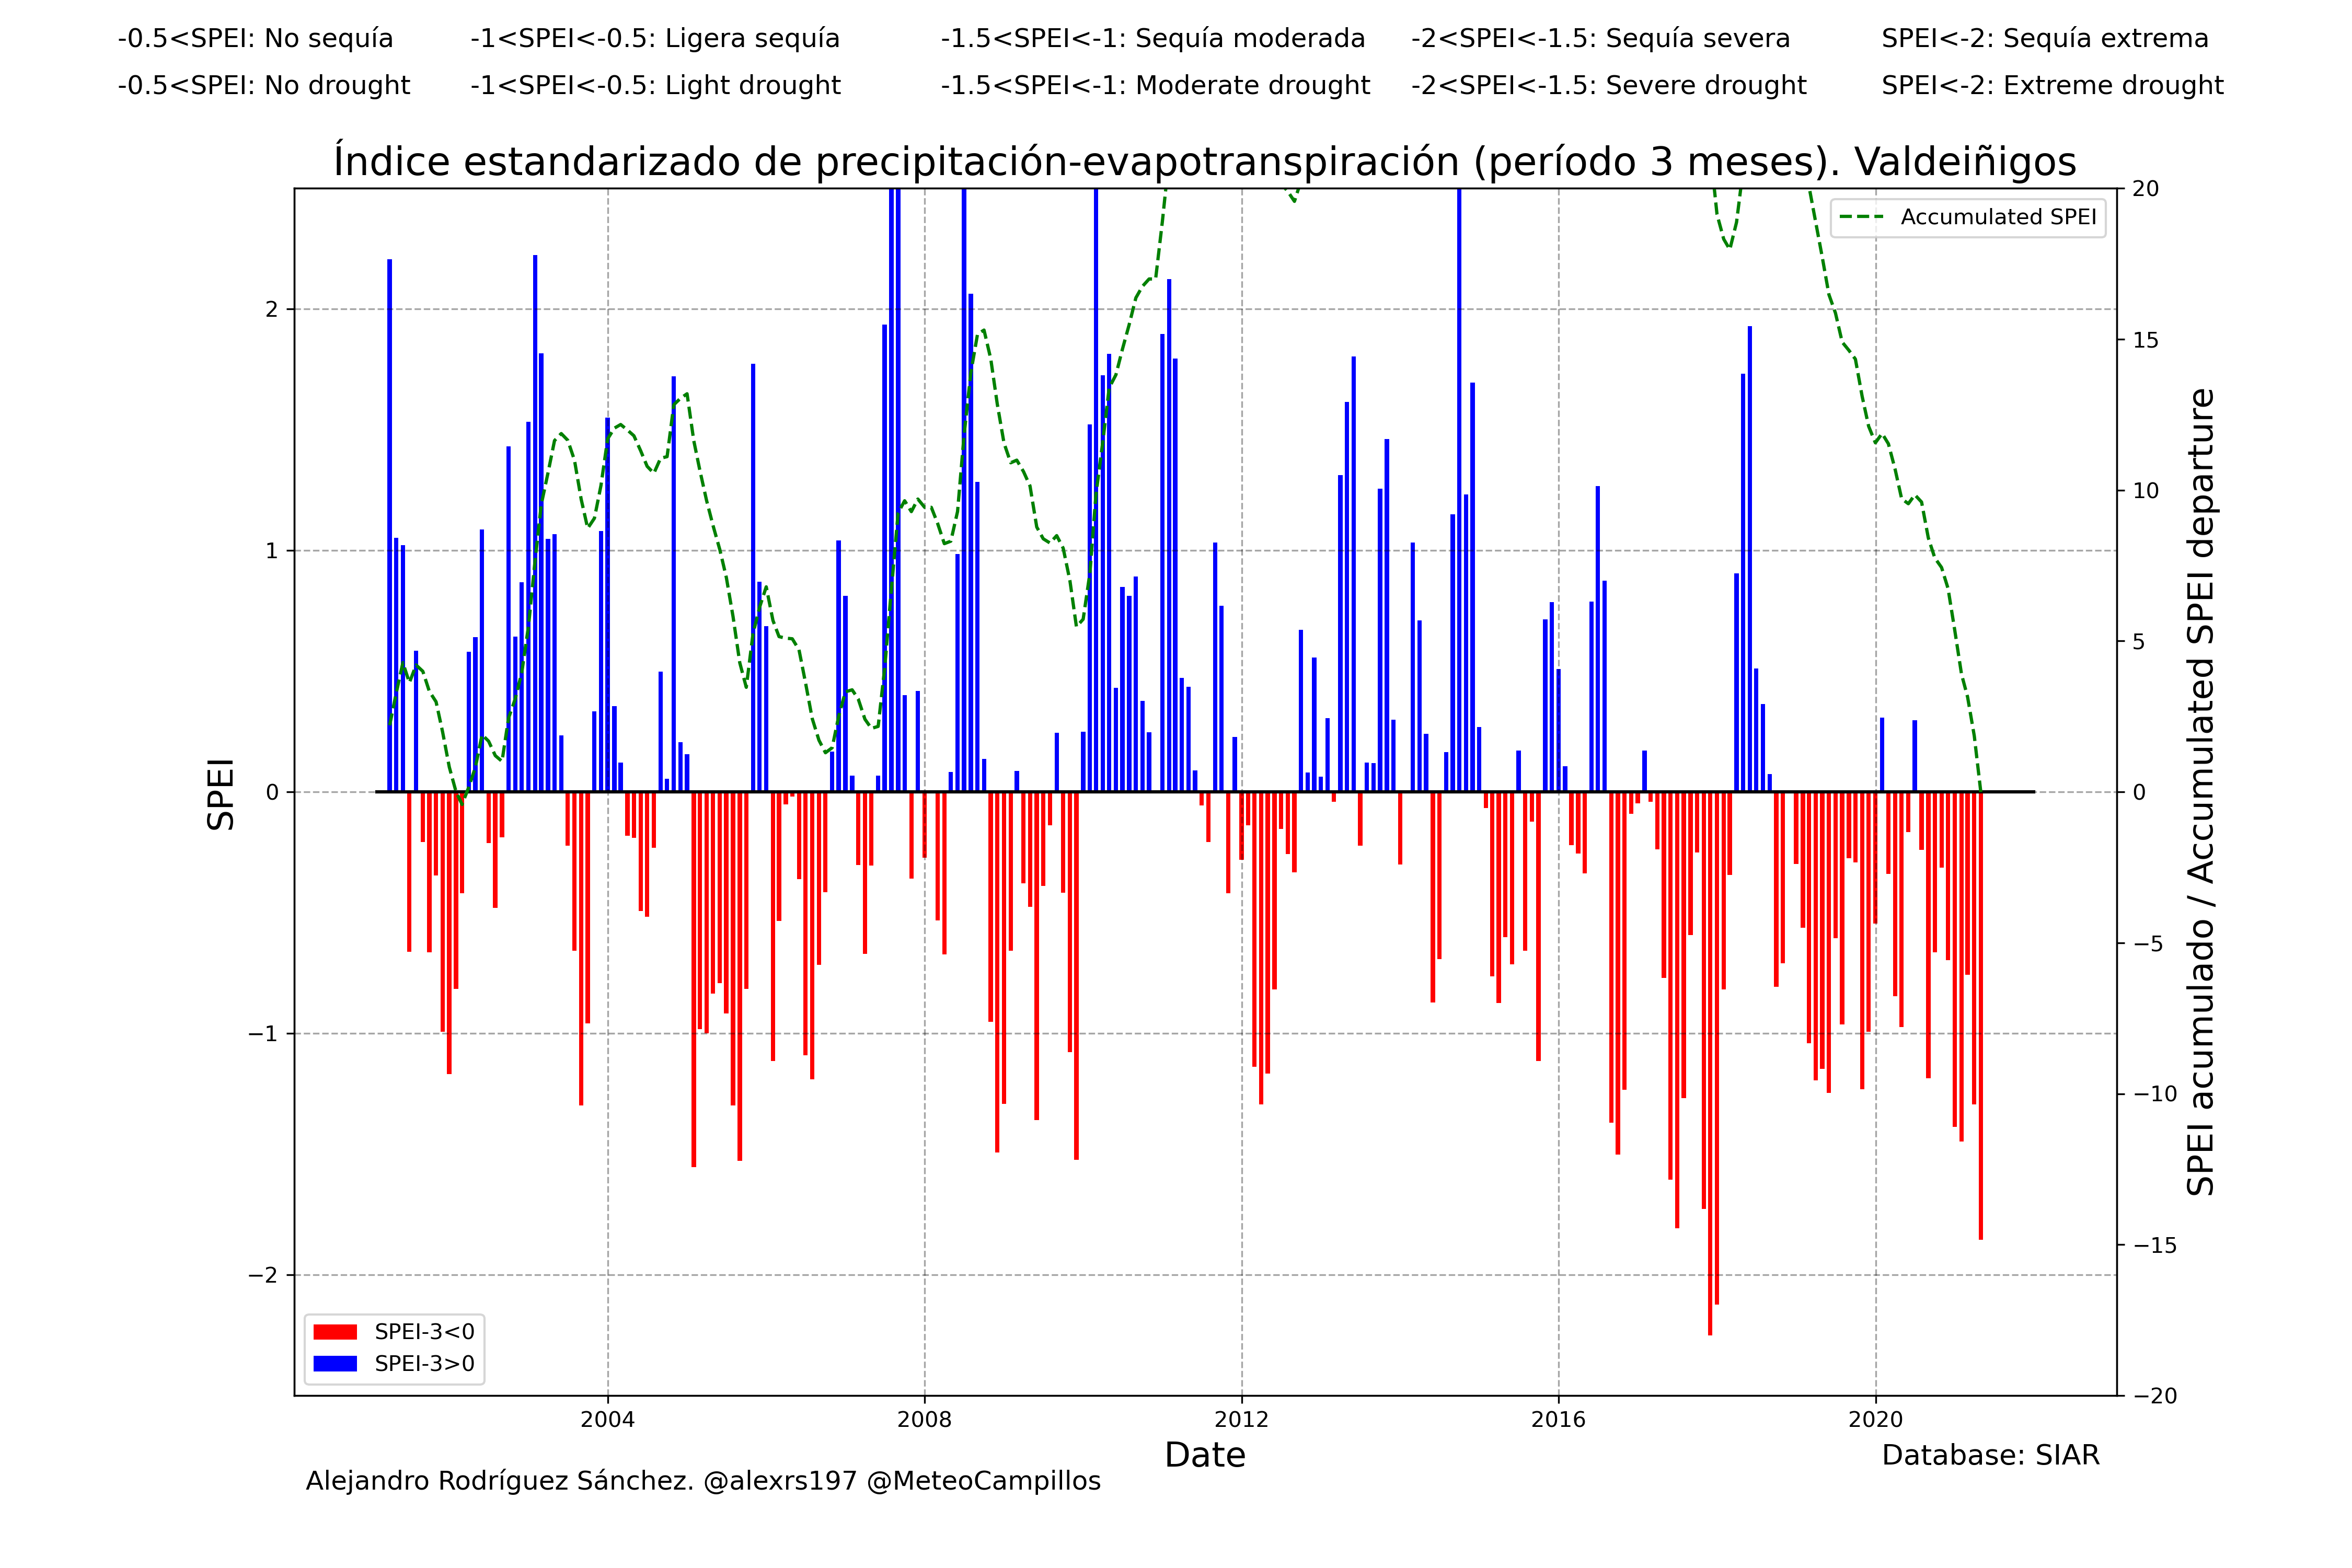 -0.5<SPEI: No sequía -1<SPEI<-0.5: Ligera sequía -1.5<SPEI<-1: Sequía moderada -2<SPEI<-1.5: Sequía severa SPEI<-2: Sequía extrema
-0.5<SPEI: No drought -1<SPEI<-0.5: Light drought -1.5<SPEI<-1: Moderate drought -2<SPEI<-1.5: Severe drought SPEI<-2: Extreme drought
Índice estandarizado de precipitación-evapotranspiración (período 3 meses). Valdeiñigos
Accumulated SPEI
SPEI
2
1
0
−1
−2
20
15
10
5
0
−5
−10
−15
−20
SPEI acumulado / Accumulated SPEI departure
SPEI-3<0
SPEI-3>0
2004 2008 2012 2016 2020
Date
Database: SIAR
Alejandro Rodríguez Sánchez. @alexrs197 @MeteoCampillos